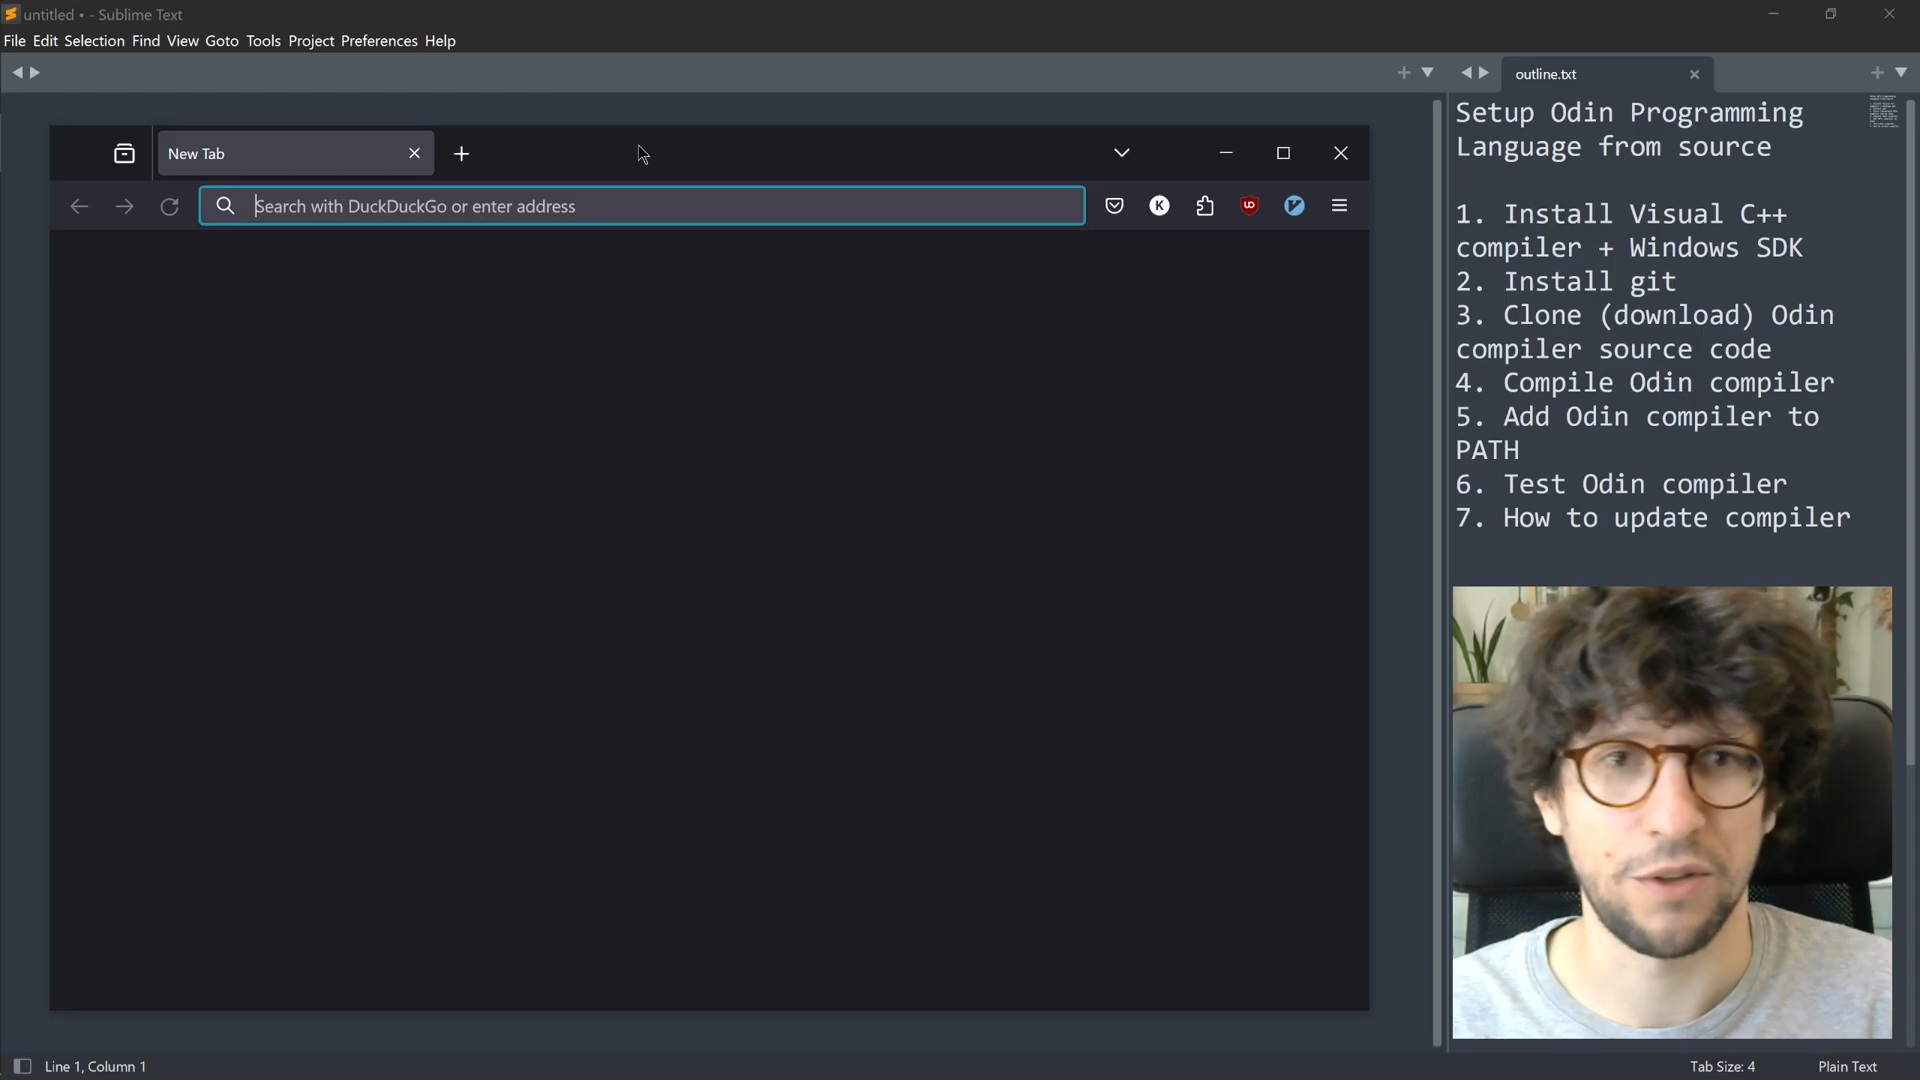 untitled • - Sublime Text
File Edit Selection Find View Goto Tools Project Preferences Help
outline.txt
New Tab
Search with DuckDuckGo or enter address
K
Setup Odin Programming
Language from source
1. Install Visual C++
compiler + Windows SDK
2. Install git
3. Clone (download) Odin
compiler source code
4. Compile Odin compiler
5. Add Odin compiler to
PATH
6. Test Odin compiler
7. How to update compiler
Line 1, Column 1
Tab Size: 4
Plain Text